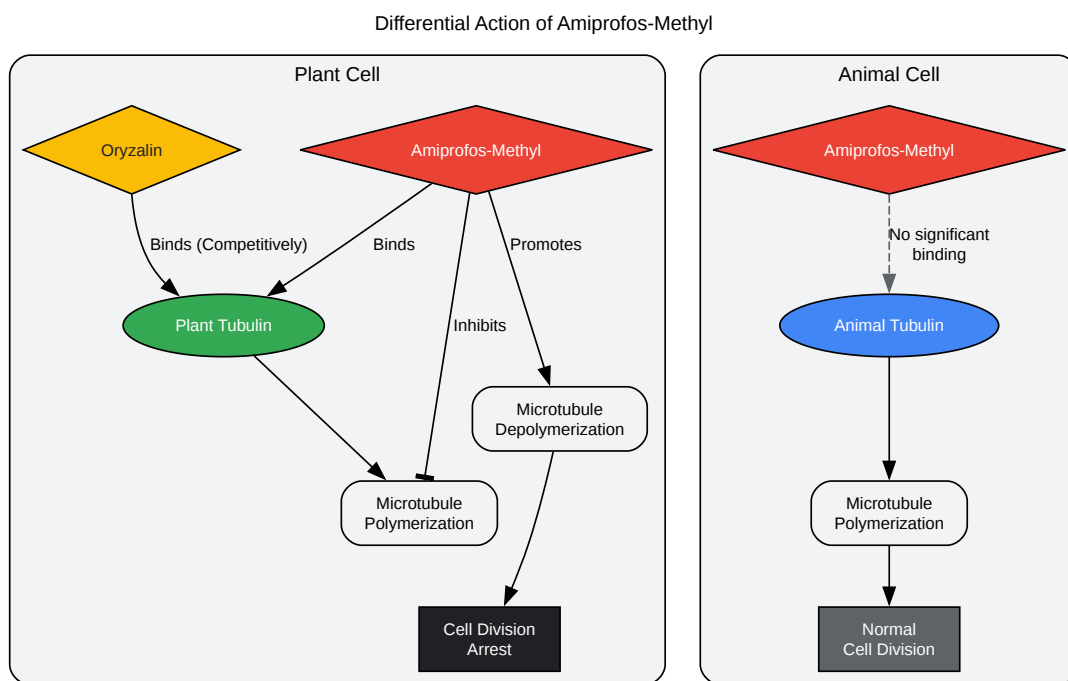 Differential Action of Amiprofos-Methyl
Plant Cell
Oryzalin
Amiprofos-Methyl
Binds (Competitively)
Binds
Promotes
Plant Tubulin
Inhibits
Microtubule
Depolymerization
Microtubule
Polymerization
Cell Division
Arrest
Animal Cell
Amiprofos-Methyl
No significant
binding
Animal Tubulin
Microtubule
Polymerization
Normal
Cell Division